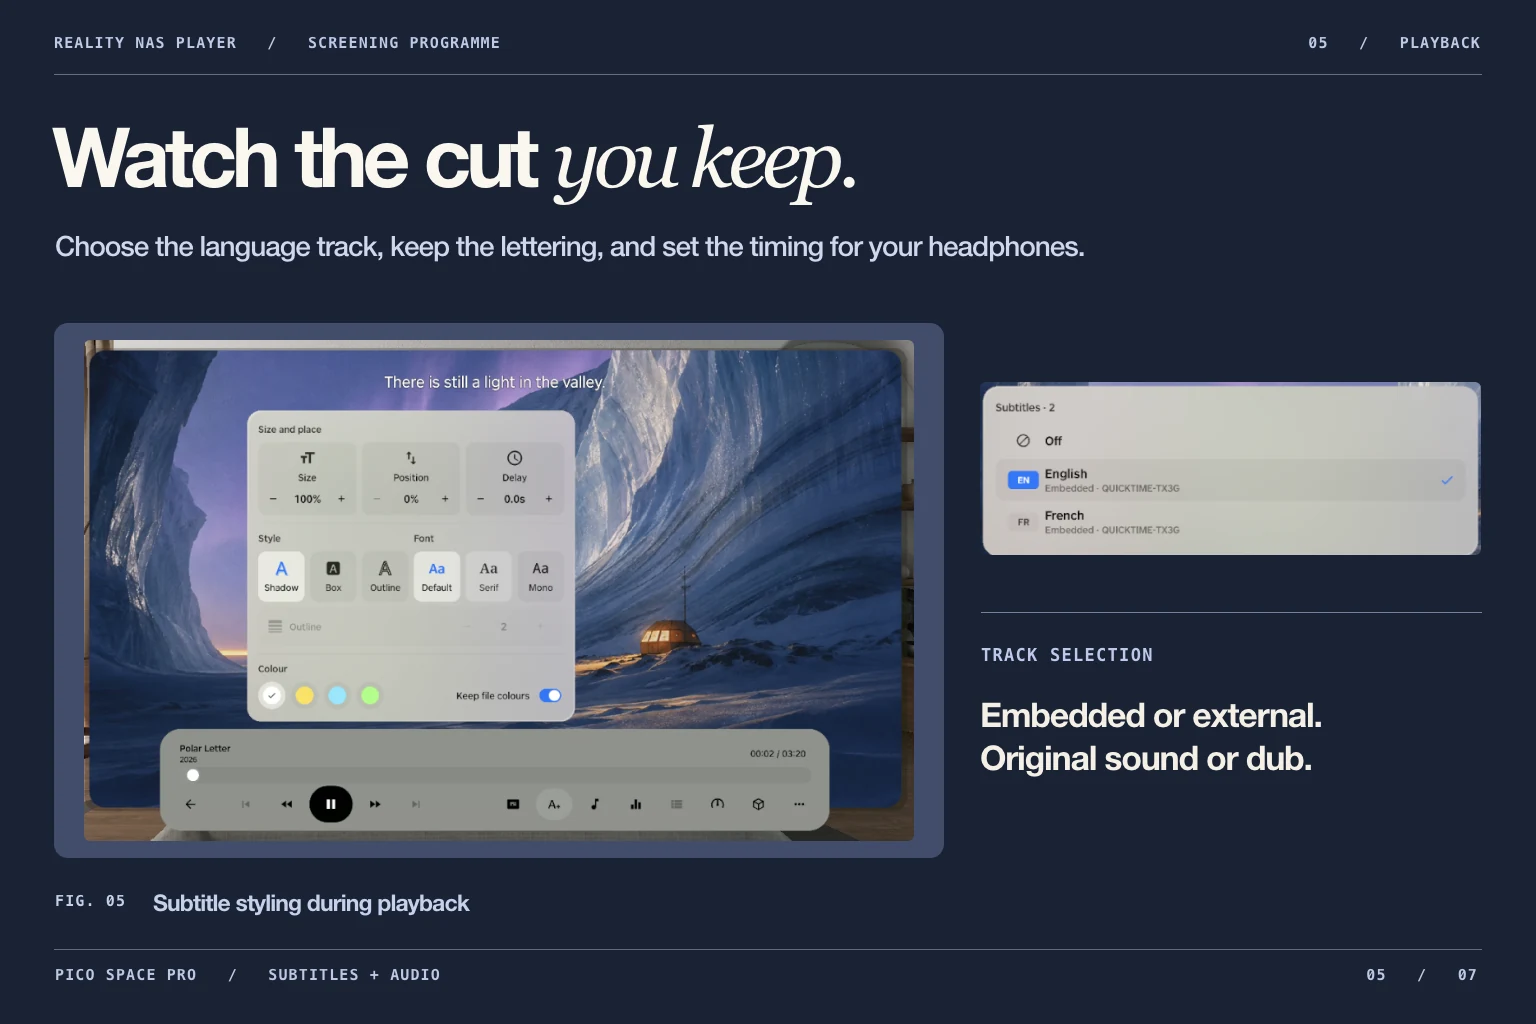 REALITY NAS PLAYER / SCREENING PROGRAMME
05 / PLAYBACK
Watch the cut you keep.
Choose the language track, keep the lettering, and set the timing for your headphones.
There is still a light in the valley.
Size and place
Size
Position
Delay
− 100% +
− 0% +
− 0.0s +
Style
Font
A
A
A
Aa
Aa
Aa
Shadow
Box
Outline
Default
Serif
Mono
Outline
− 2 +
Colour
Keep file colours
Polar Letter
2026
00:02 / 03:20
Subtitles · 2
Off
EN
English
Embedded · QUICKTIME-TX3G
FR
French
Embedded · QUICKTIME-TX3G
TRACK SELECTION
Embedded or external.
Original sound or dub.
FIG. 05 Subtitle styling during playback
PICO SPACE PRO / SUBTITLES + AUDIO
05 / 07